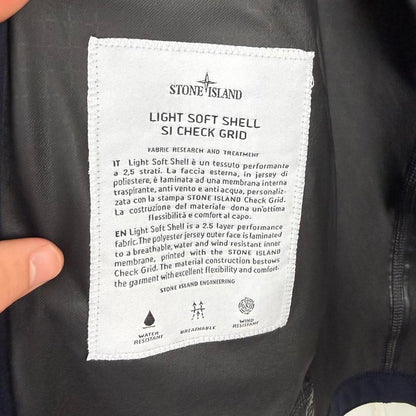 STONE ISLAND
LIGHT SOFT SHELL
SI CHECK GRID
FABRIC RESEARCH AND TREATMENT
IT Light Soft Shell è un tessuto performante
a 2,5 strati. La faccia esterna, in jersey di
poliestere, è laminata ad una membrana interna
traspirante, anti vento e anti acqua, personaliz-
zata con la stampa STONE ISLAND Check Grid.
La costruzione del materiale dona un'ottima
flessibilità e comfort al capo.
EN Light Soft Shell is a 2.5 layer performance
fabric. The polyester jersey outer face is laminated
to a breathable, water and wind resistant inner
membrane, printed with the STONE ISLAND
Check Grid. The material construction bestows
the garment with excellent flexibility and comfort.
STONE ISLAND ENGINEERING
WATER
RESISTANT
BREATHABLE
WIND
RESISTANT